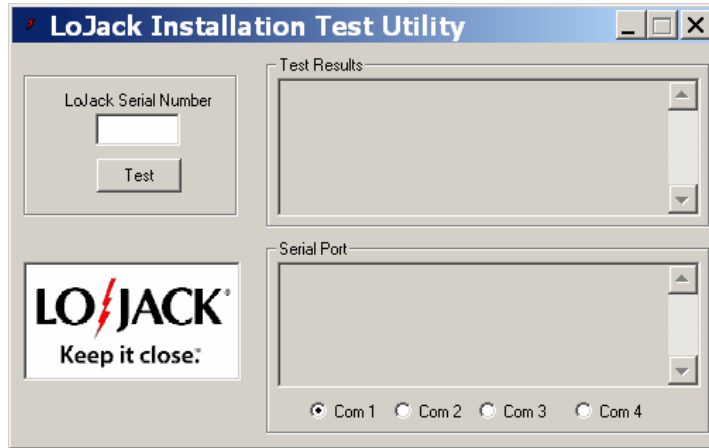 LoJack Installation Test Utility
LoJack Serial Number
Test
Test Results
LOJACK®
Keep it close.™
Serial Port
Com 1 Com 2 Com 3 Com 4